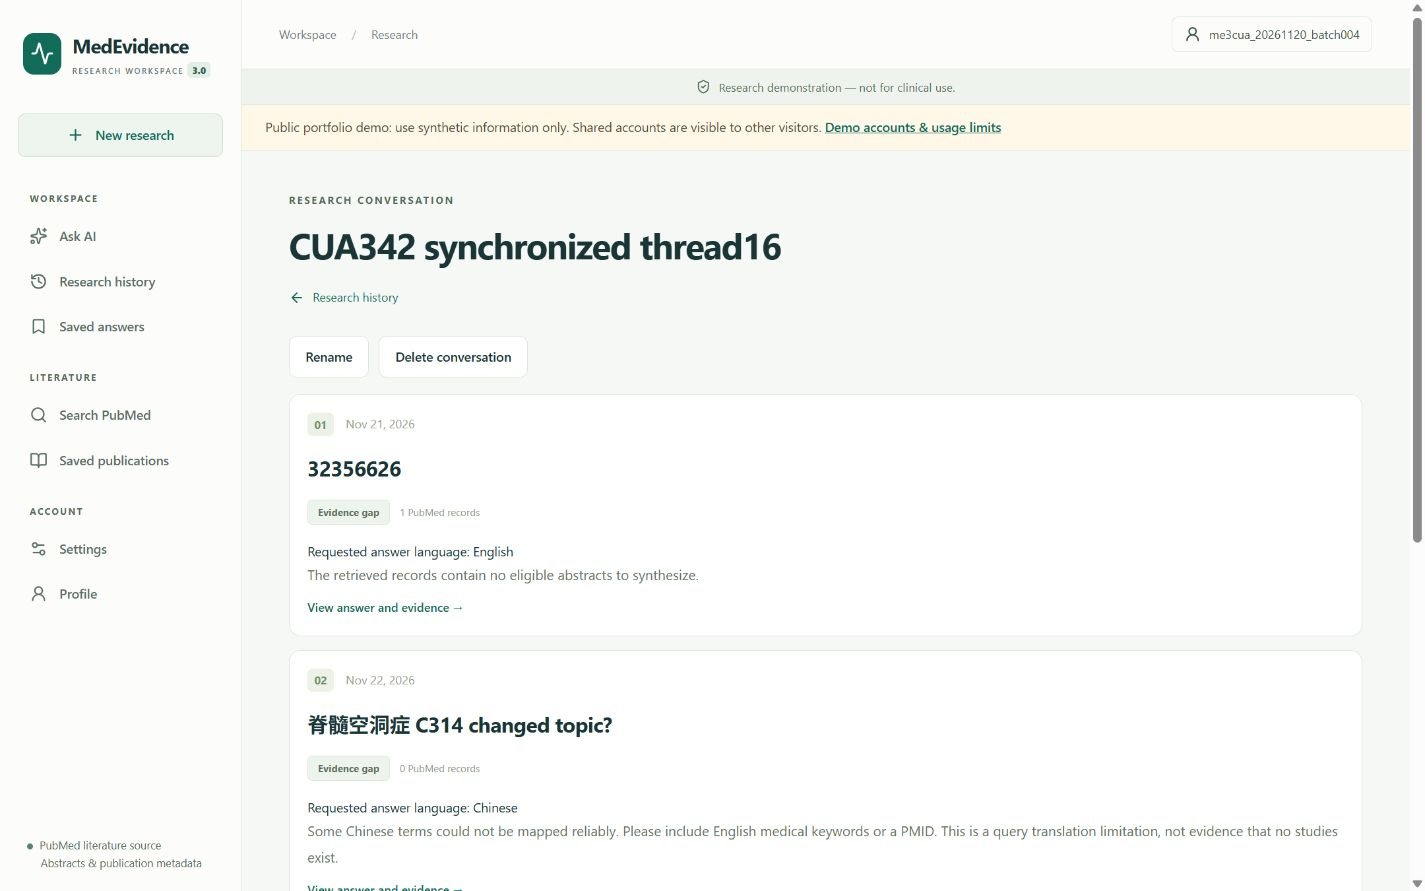 MedEvidence
RESEARCH WORKSPACE 3.0
New research
WORKSPACE
Ask AI
Research history
Saved answers
LITERATURE
Search PubMed
Saved publications
ACCOUNT
Settings
Profile
PubMed literature source
Abstracts & publication metadata
Workspace / Research
me3cua_20261120_batch004
Research demonstration — not for clinical use.
Public portfolio demo: use synthetic information only. Shared accounts are visible to other visitors. Demo accounts & usage limits
RESEARCH CONVERSATION
CUA342 synchronized thread16
← Research history
Rename
Delete conversation
01 Nov 21, 2026
32356626
Evidence gap 1 PubMed records
Requested answer language: English
The retrieved records contain no eligible abstracts to synthesize.
View answer and evidence →
02 Nov 22, 2026
脊髓空洞症 C314 changed topic?
Evidence gap 0 PubMed records
Requested answer language: Chinese
Some Chinese terms could not be mapped reliably. Please include English medical keywords or a PMID. This is a query translation limitation, not evidence that no studies
exist.
View answer and evidence →